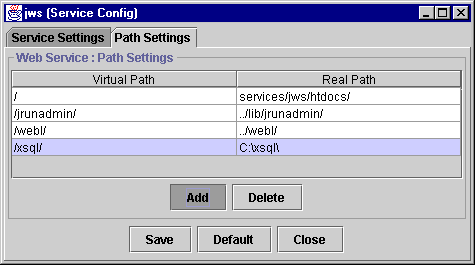 jws (Service Config)
Service Settings Path Settings
Web Service : Path Settings
Virtual Path Real Path
/ services/jws/htdocs/
/jrunadmin/ ../lib/jrunadmin/
/webl/ ../webl/
/xsql/ C:\xsql\
Add Delete
Save Default Close